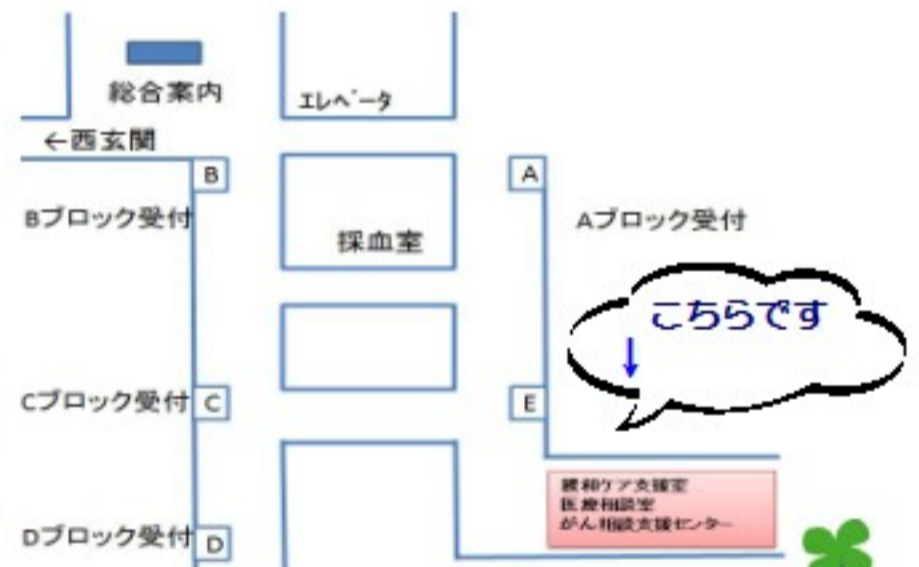 総合案内
エレベータ
←西玄関
B
A
Bブロック受付
Aブロック受付
採血室
こちらです
↓
Cブロック受付
C
E
緩和ケア支援室
医療相談室
がん相談支援センター
Dブロック受付
D